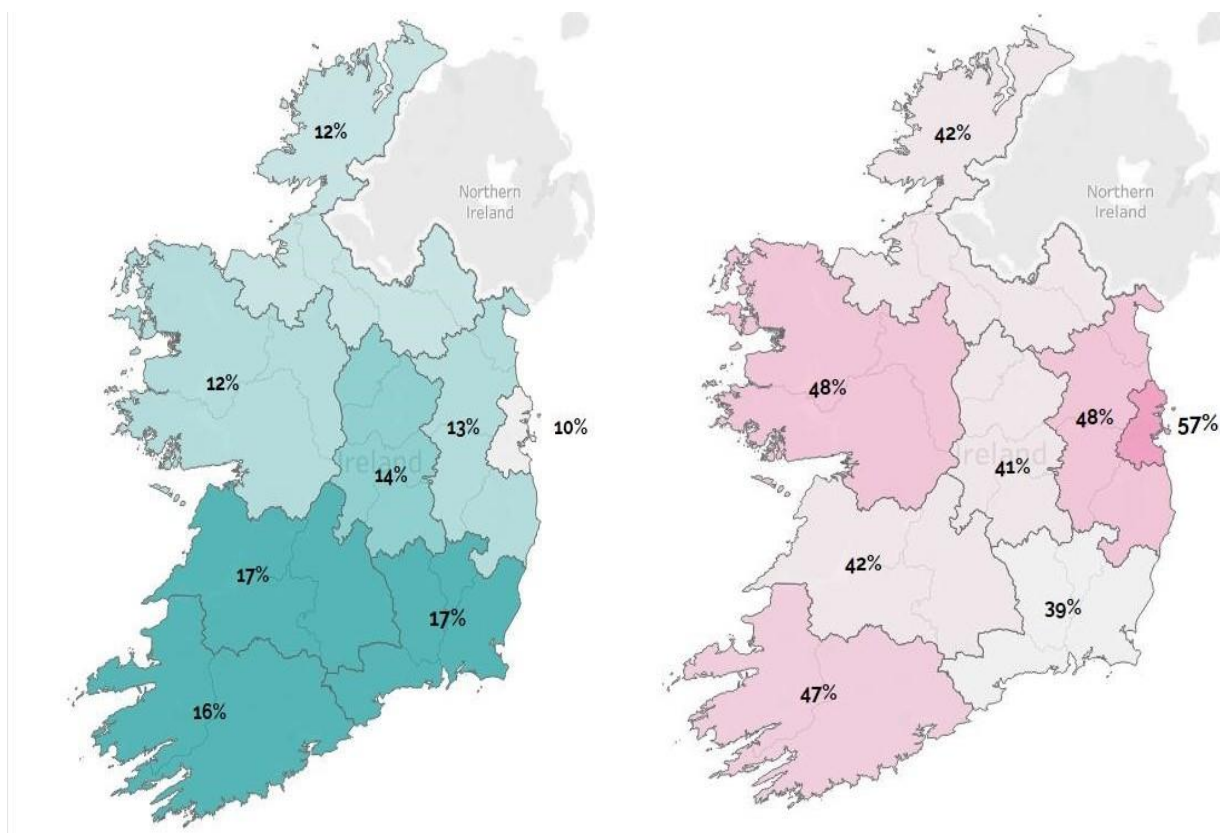 12%
Northern
Ireland
12%
13%
10%
Ireland
14%
17%
17%
16%
42%
Northern
Ireland
48%
48%
57%
Ireland
41%
42%
39%
47%